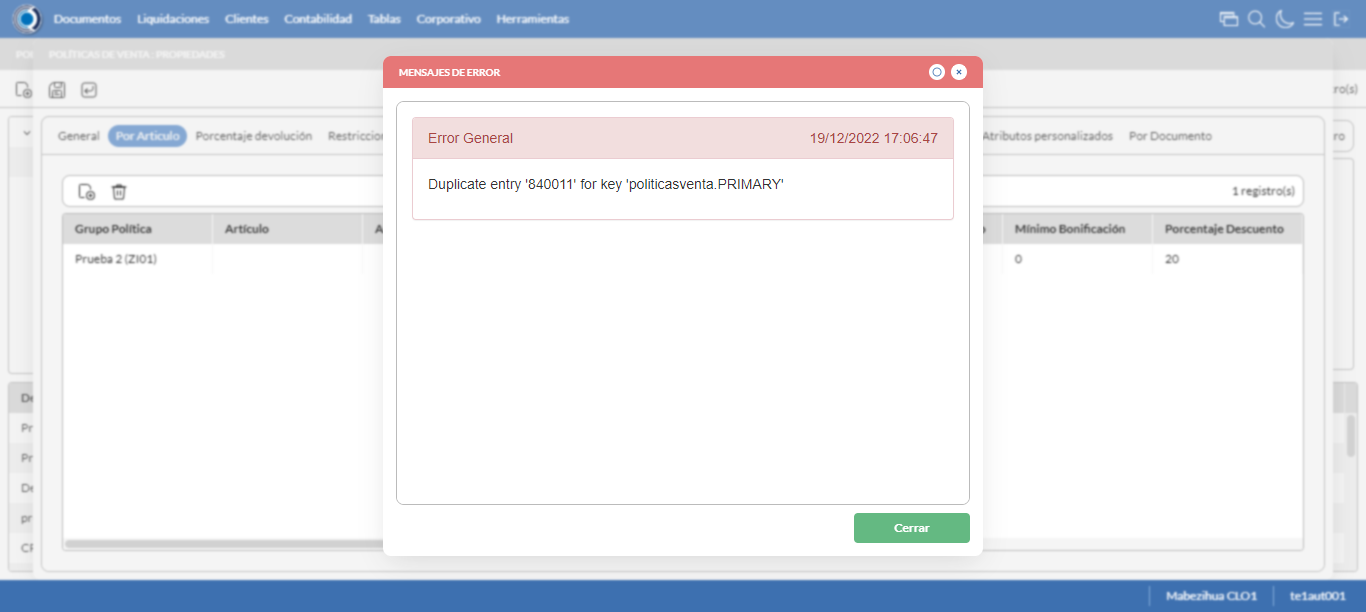 Documentos Liquidaciones Clientes Contabilidad Tablas Corporativo Herramientas
POLÍTICAS DE VENTA : PROPIEDADES
MENSAJES DE ERROR
ro(s)
General Por Artículo Porcentaje devolución Restriccion Atributos personalizados Por Documento ro
Error General 19/12/2022 17:06:47
Duplicate entry '840011' for key 'politicasventa.PRIMARY'
1 registro(s)
Grupo Política Artículo A o Mínimo Bonificación Porcentaje Descuento
Prueba 2 (ZI01) 0 20
De
Pr
Pr
De
pr
Cerrar
Mabezihua CLO1 te1aut001